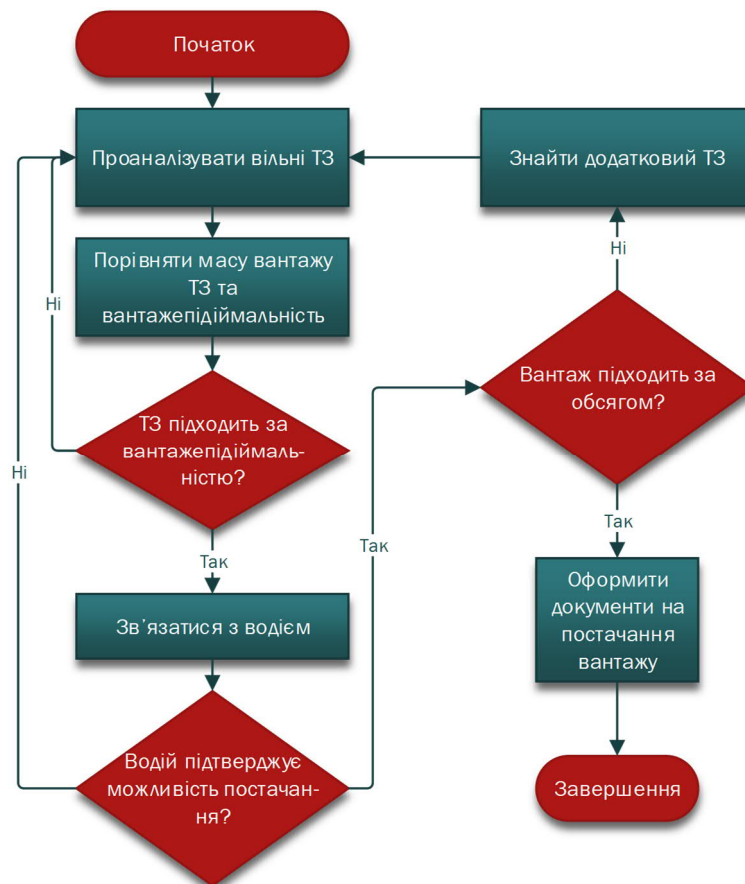 Початок
Проаналізувати вільні ТЗ
Знайти додатковий ТЗ
Ні
Порівняти масу вантажу
ТЗ та
вантажепідіймальність
Ні
Вантаж підходить за
обсягом?
ТЗ підходить за
вантажепідіймаль-
ністю?
Ні
Так
Так
Так
Зв’язатися з водієм
Оформити
документи на
постачання
вантажу
Водій підтверджує
можливість постачан-
ня?
Завершення